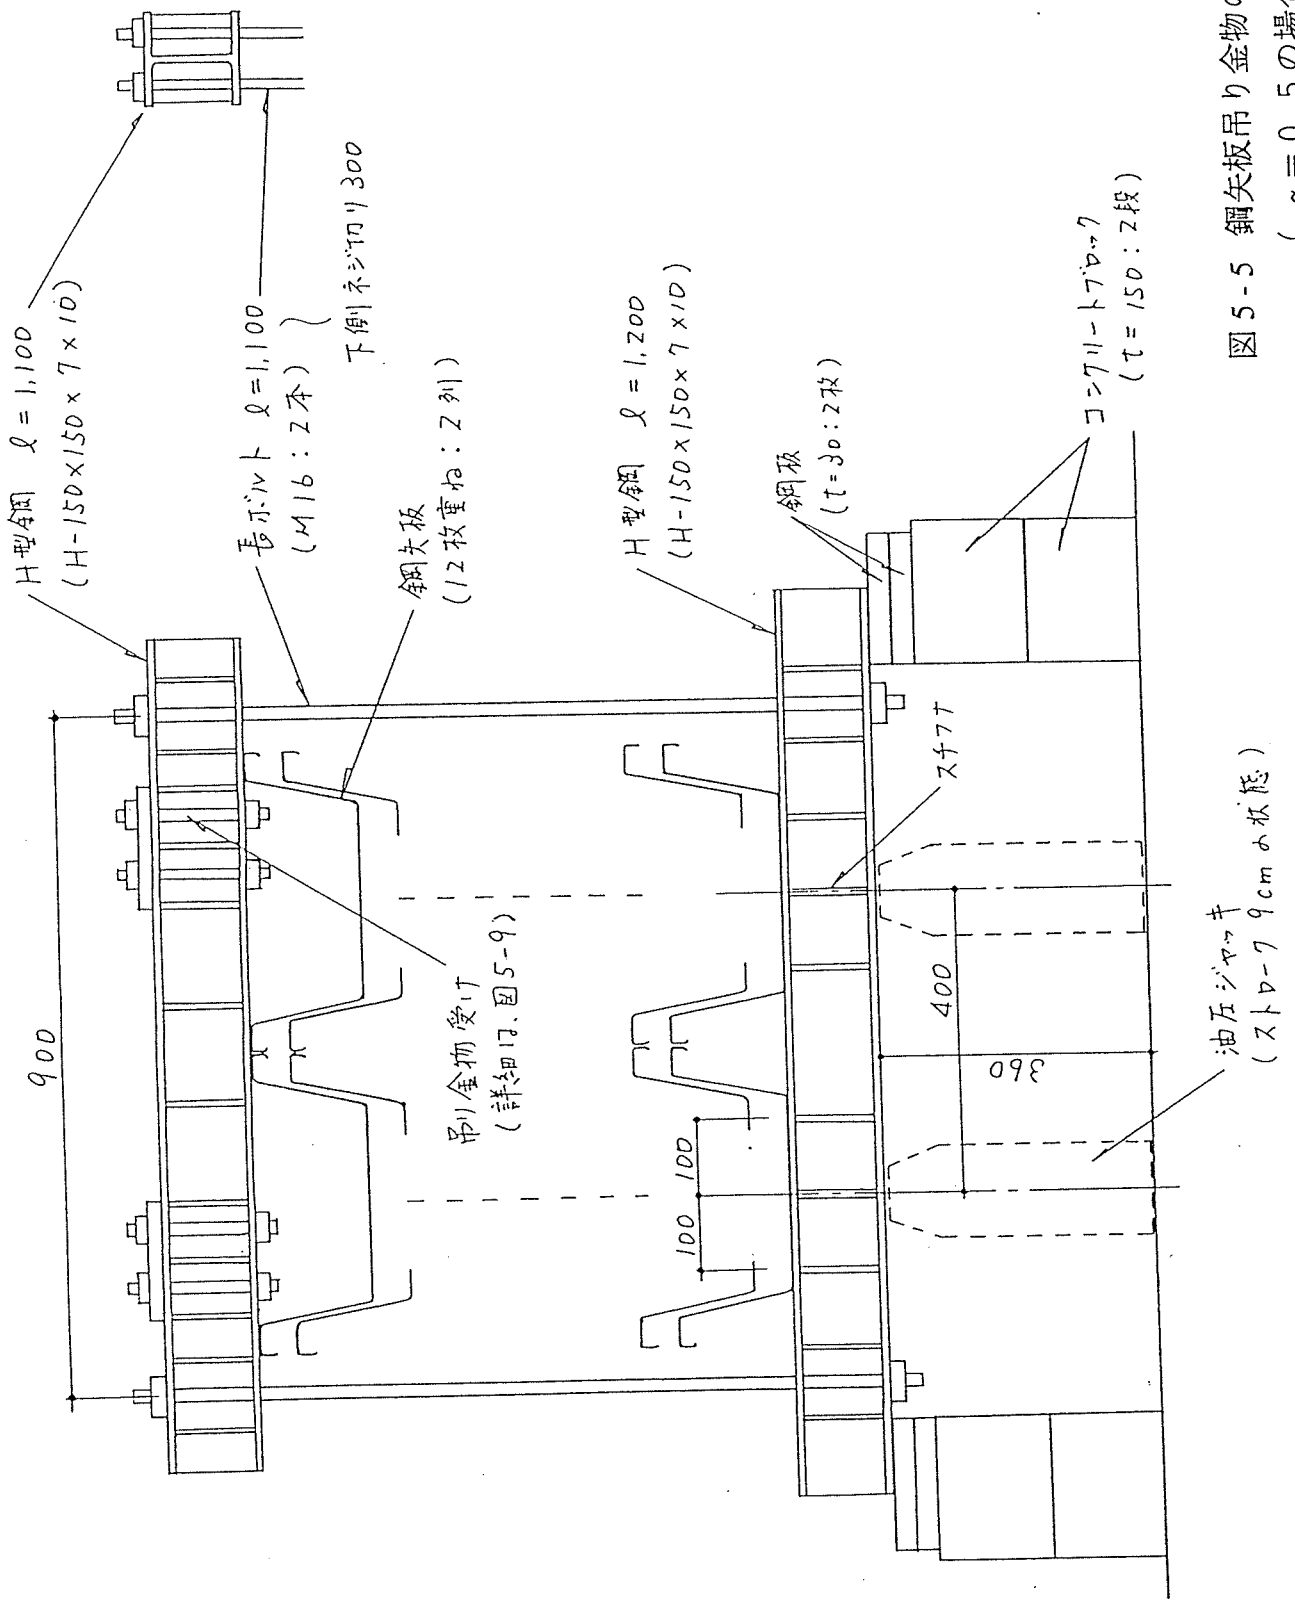 H型鋼 ℓ=1,100
(H-150×150×7×10)
長ボルト ℓ=1,100
(M16:2本)
下側ネジ切リ300
鋼矢板
(12枚重ね:2列)
900
吊り金物受け
(詳細は、図5-9)
H型鋼 ℓ=1,200
(H-150×150×7×10)
鋼板
(t=30:2枚)
スチフナ
コンクリートブロック
(t=150:2段)
100
100
400
360
油圧ジャッキ
(ストローク 9cmの状態)
図5-5 鋼矢板吊り金物の